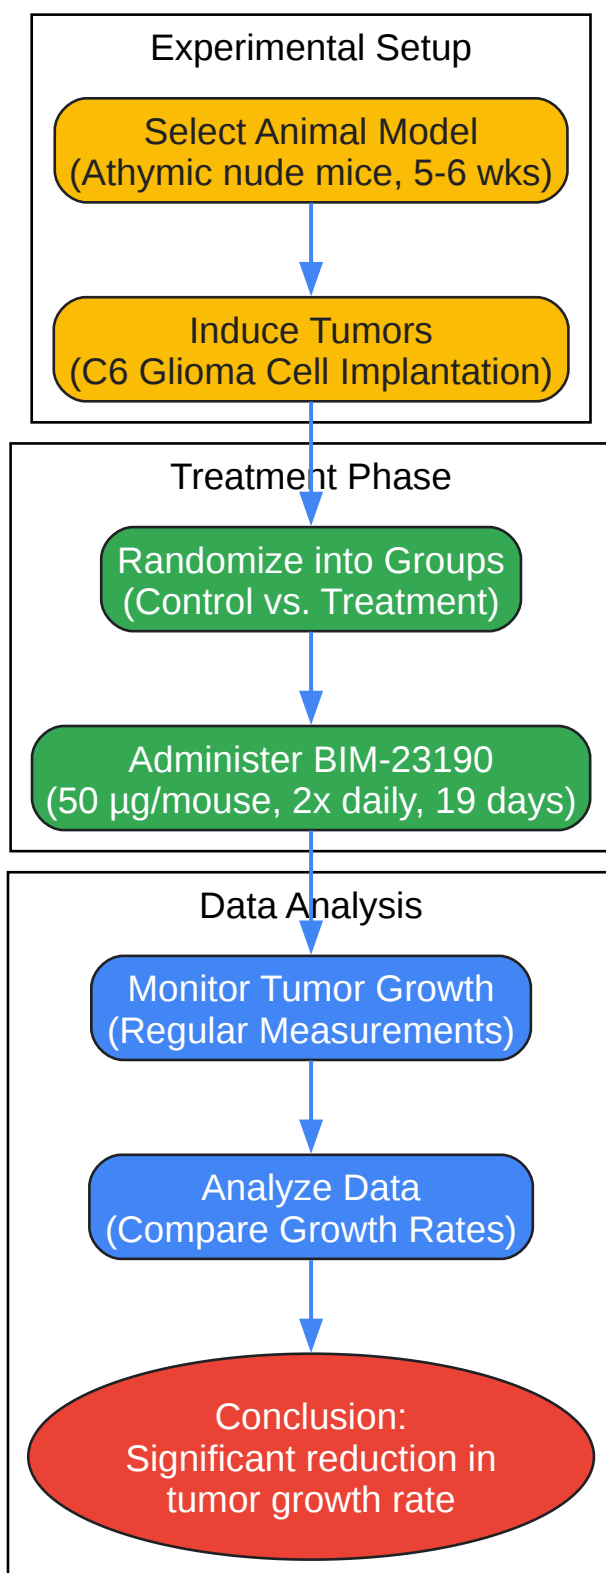 Experimental Setup
Select Animal Model
(Athymic nude mice, 5-6 wks)
Induce Tumors
(C6 Glioma Cell Implantation)
Treatment Phase
Randomize into Groups
(Control vs. Treatment)
Administer BIM-23190
(50 µg/mouse, 2x daily, 19 days)
Data Analysis
Monitor Tumor Growth
(Regular Measurements)
Analyze Data
(Compare Growth Rates)
Conclusion:
Significant reduction in
tumor growth rate